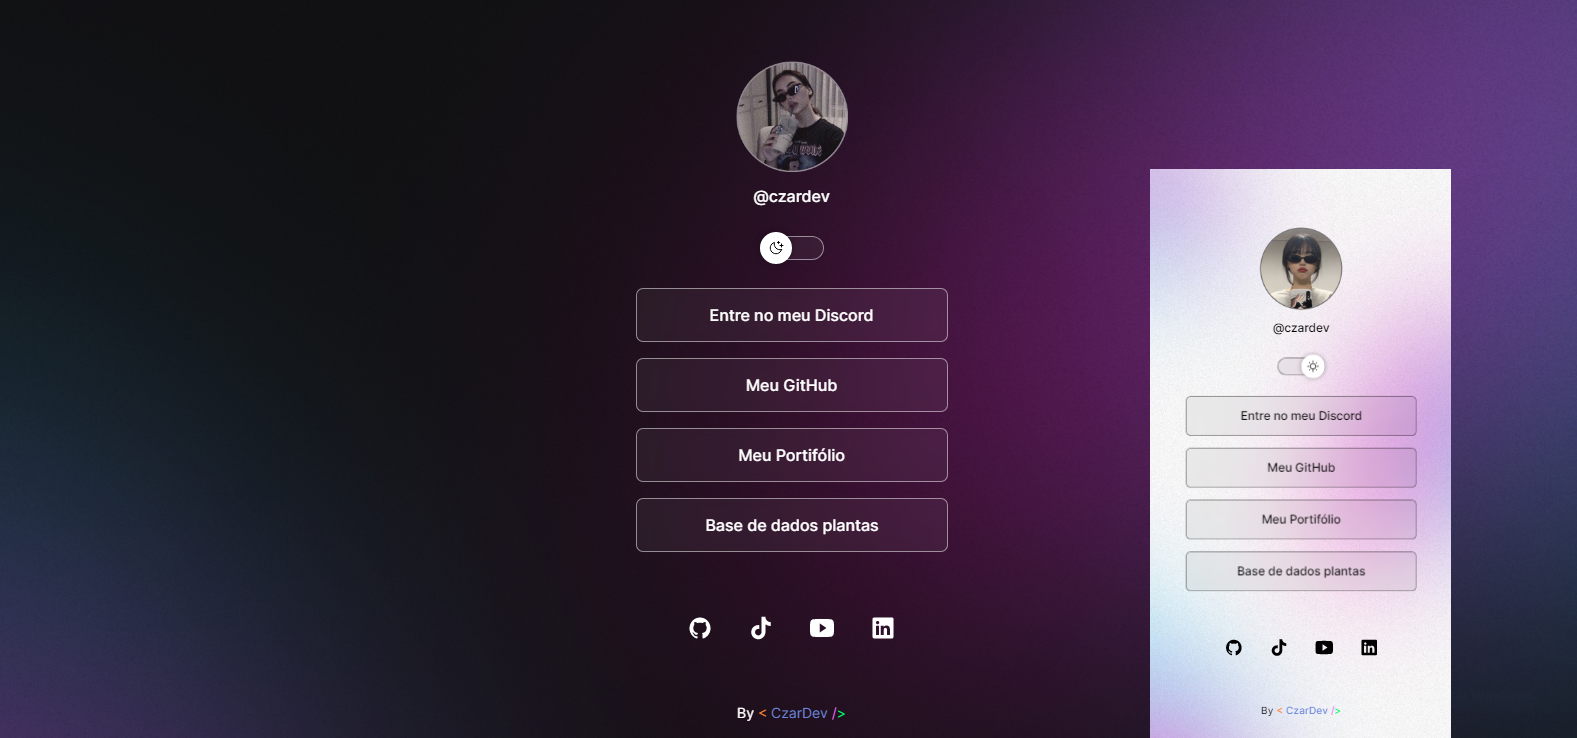 @czardev
Entre no meu Discord
Meu GitHub
Meu Portifólio
Base de dados plantas
By < CzarDev />
@czardev
Entre no meu Discord
Meu GitHub
Meu Portifólio
Base de dados plantas
By < CzarDev />